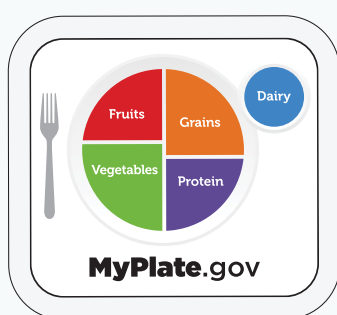 Dairy
Fruits
Grains
Vegetables
Protein
MyPlate.gov